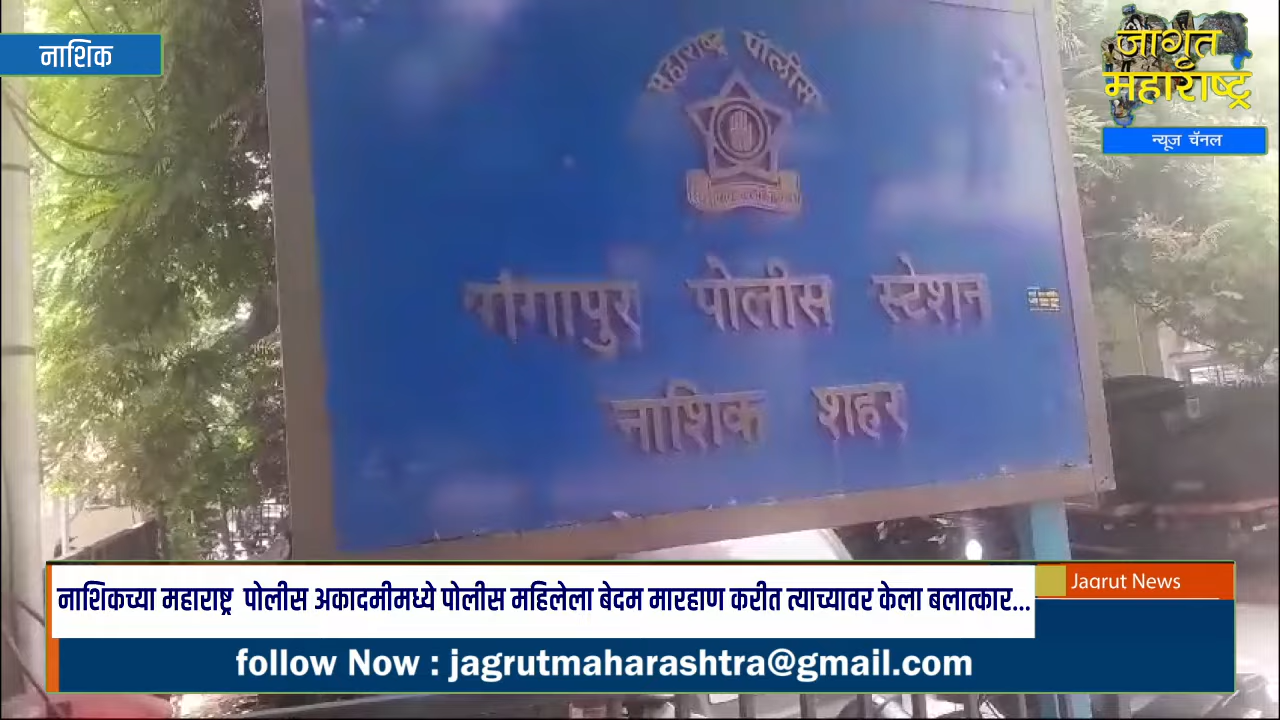 नाशिक
जागृत
महाराष्ट्र
न्यूज चॅनल
महाराष्ट्र पोलीस
गंगापुर पोलीस स्टेशन
नाशिक शहर
Jagrut News
नाशिकच्या महाराष्ट्र पोलीस अकादमीमध्ये पोलीस महिलेला बेदम मारहाण करीत त्याच्यावर केला बलात्कार...
follow Now : jagrutmaharashtra@gmail.com